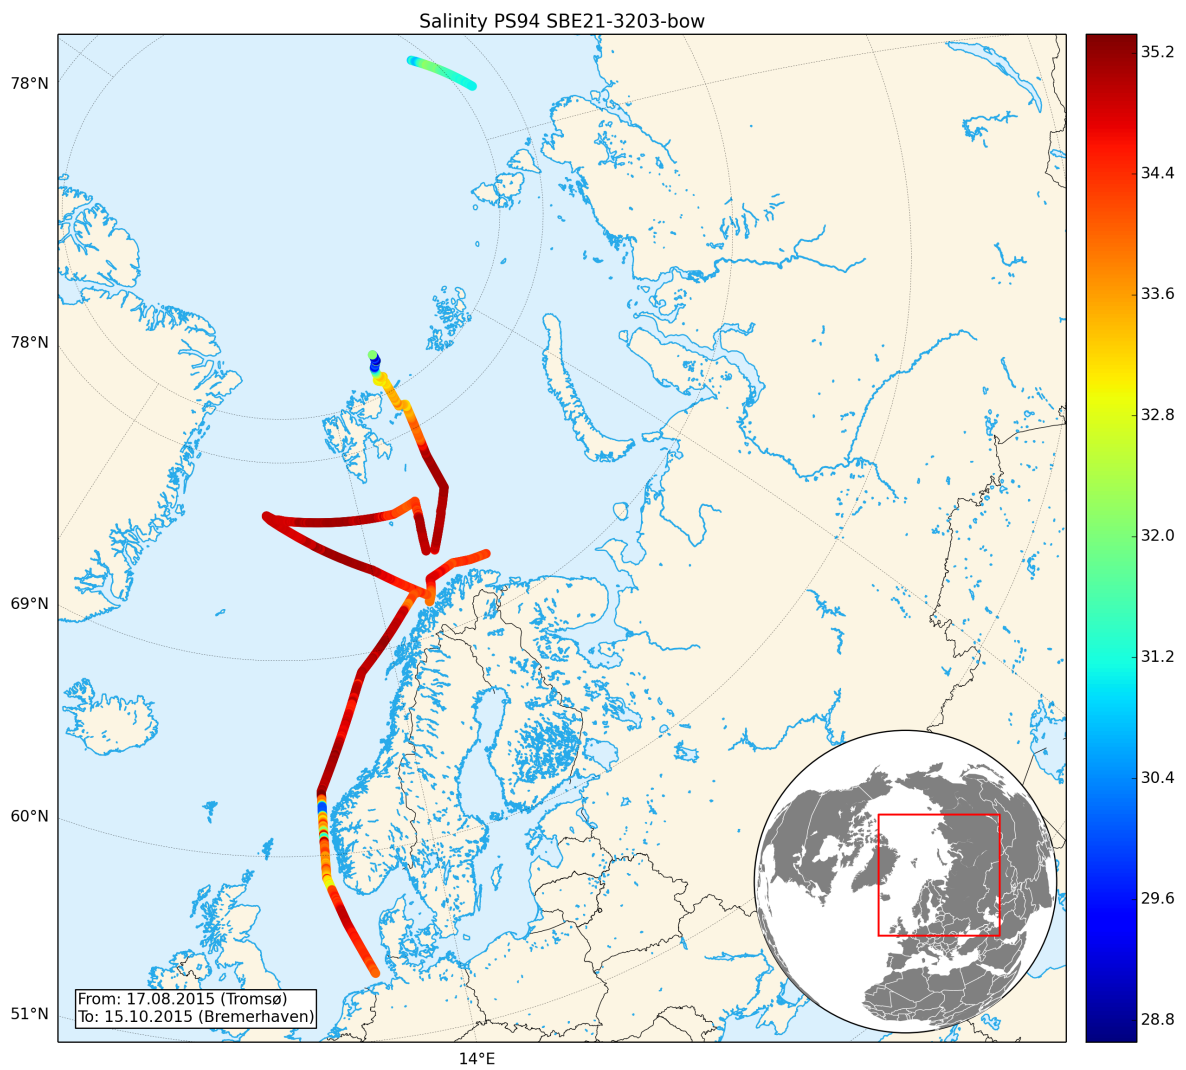 Salinity PS94 SBE21-3203-bow
78°N
78°N
69°N
60°N
51°N
14°E
From: 17.08.2015 (Tromsø)
To: 15.10.2015 (Bremerhaven)
35.2
34.4
33.6
32.8
32.0
31.2
30.4
29.6
28.8